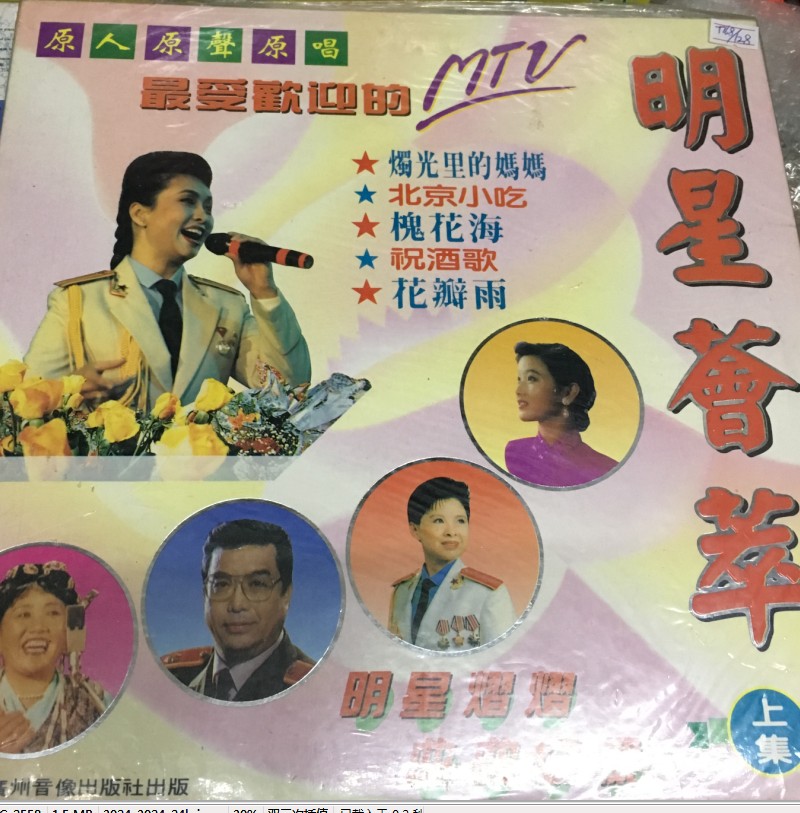 原人原聲原唱
最受歡迎的MTV
★燭光里的媽媽
★北京小吃
★槐花海
★祝酒歌
★花瓣雨
明星薈萃
上集
明星熠熠
州音像出版社出版